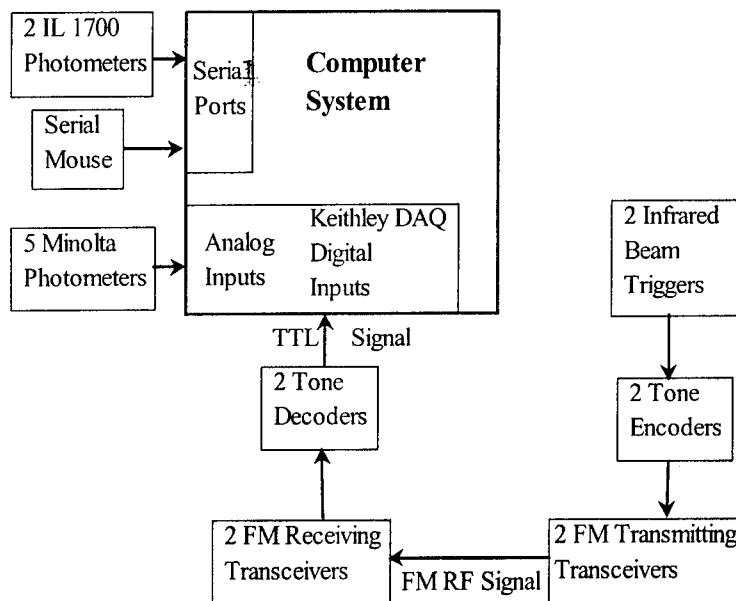 2 IL 1700
Photometers
Serial
Ports
Computer
System
Serial
Mouse
5 Minolta
Photometers
Analog
Inputs
Keithley DAQ
Digital
Inputs
2 Infrared
Beam
Triggers
TTL Signal
2 Tone
Decoders
2 Tone
Encoders
2 FM Receiving
Transceivers
FM RF Signal
2 FM Transmitting
Transceivers